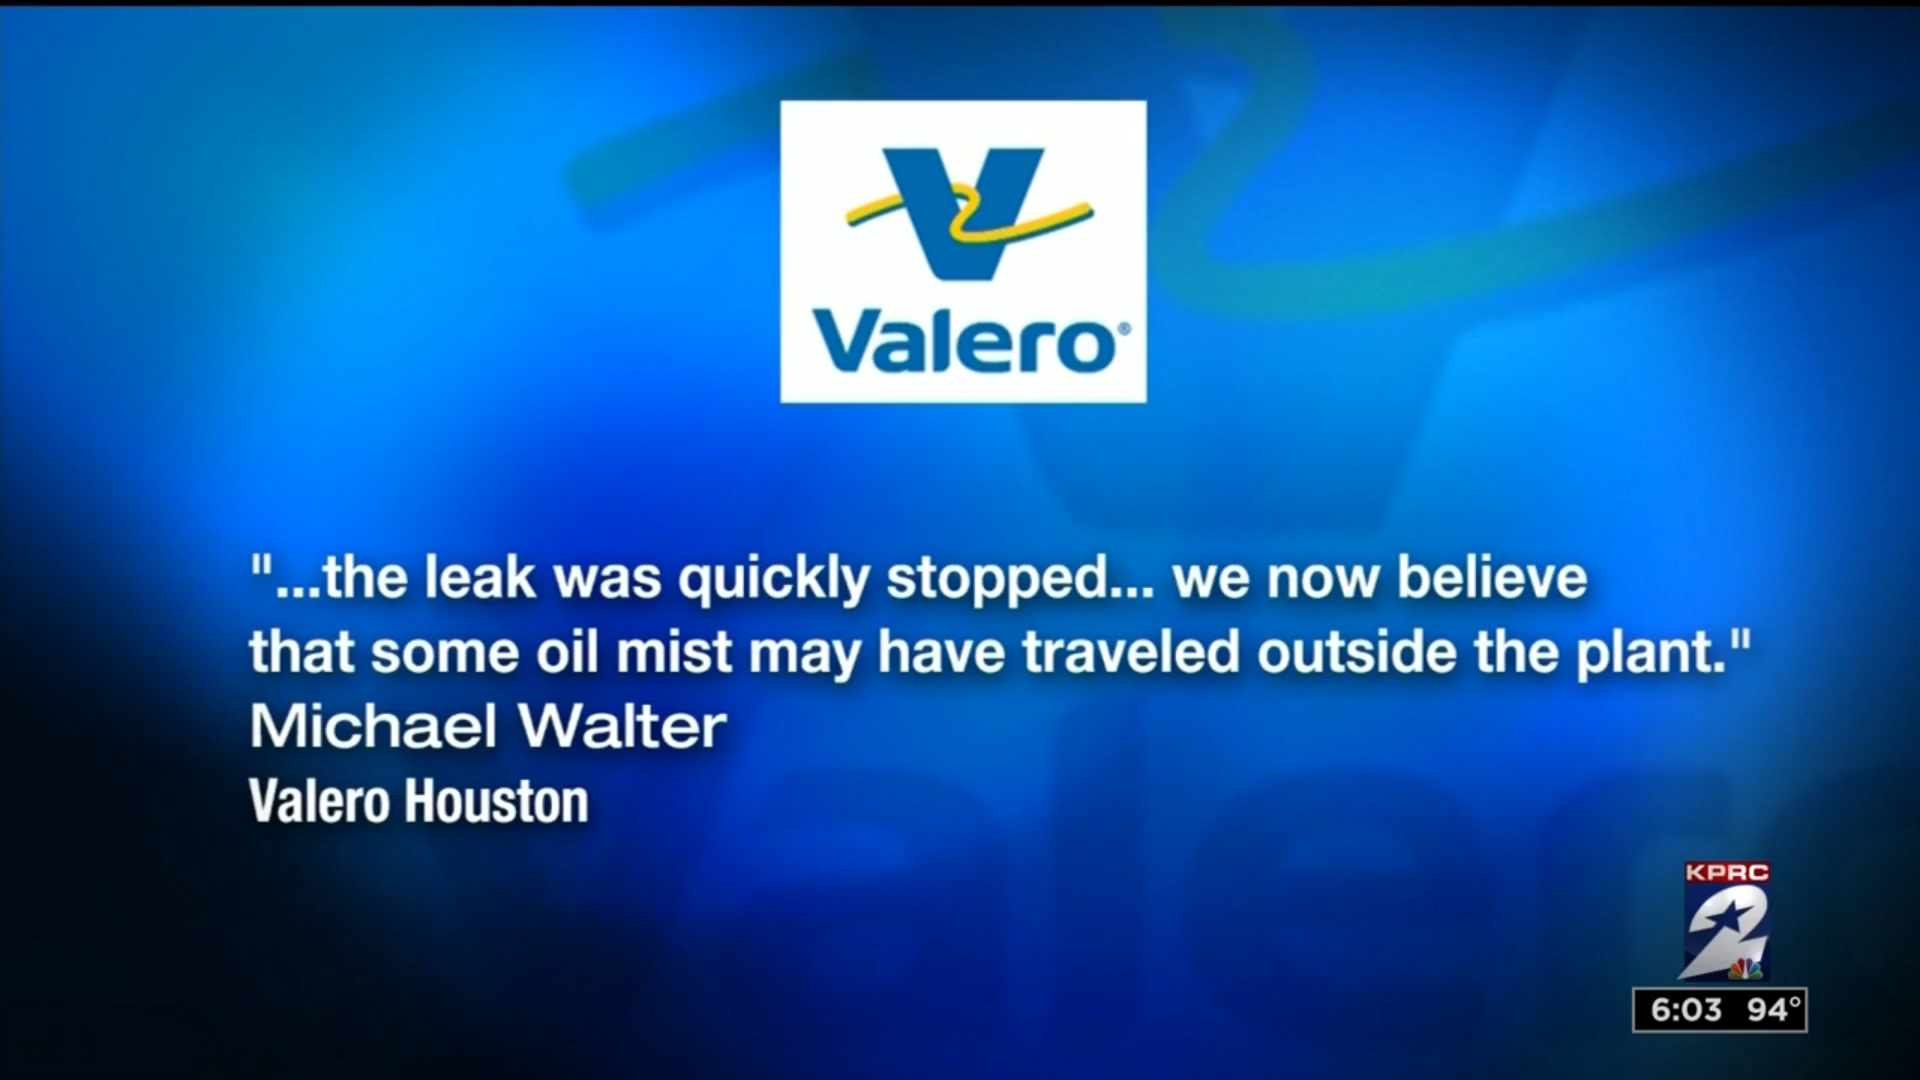 Valero®
"...the leak was quickly stopped... we now believe
that some oil mist may have traveled outside the plant."
Michael Walter
Valero Houston
KPRC
2
6:03 94°